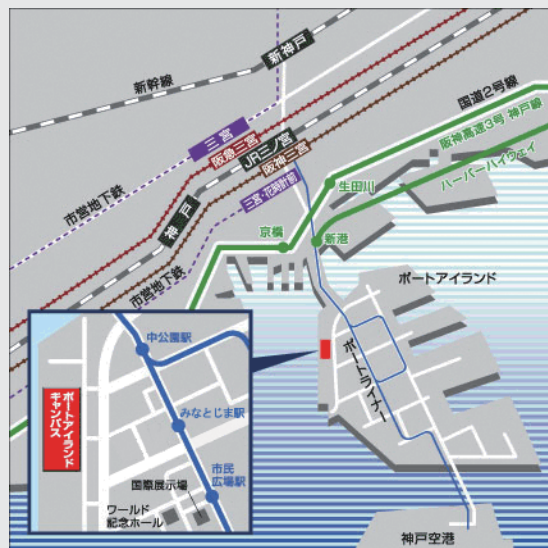 新神戸
新幹線
国道2号線
阪神高速3号 神戸線
ハーバーハイウェイ
三宮
阪急三宮
JR三ノ宮
阪神三宮
三宮・花時計前
市営地下鉄
神戸
市営地下鉄
生田川
京橋
新港
ポートアイランド
ポートライナー
神戸空港
中公園駅
みなとじま駅
市民
広場駅
国際展示場
ワールド
記念ホール
ポートアイランド
キャンパス